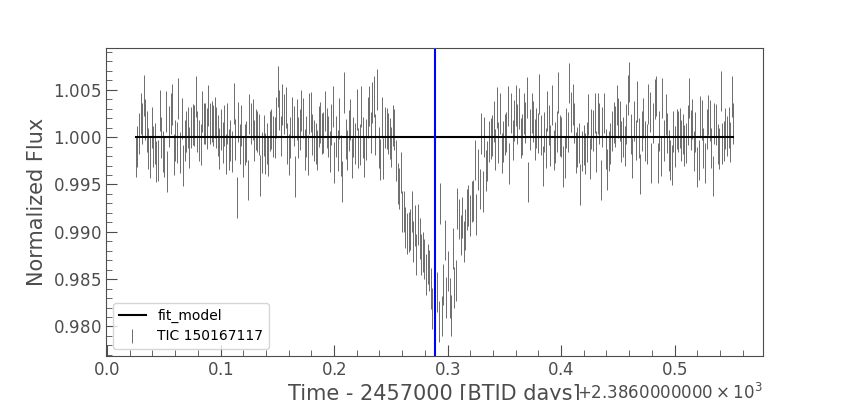 1.005
1.000
0.995
0.990
0.985
0.980
Normalized Flux
fit_model
TIC 150167117
0.0 0.1 0.2 0.3 0.4 0.5
Time - 2457000 [BTJD days]
+2.3860000000 × 10³